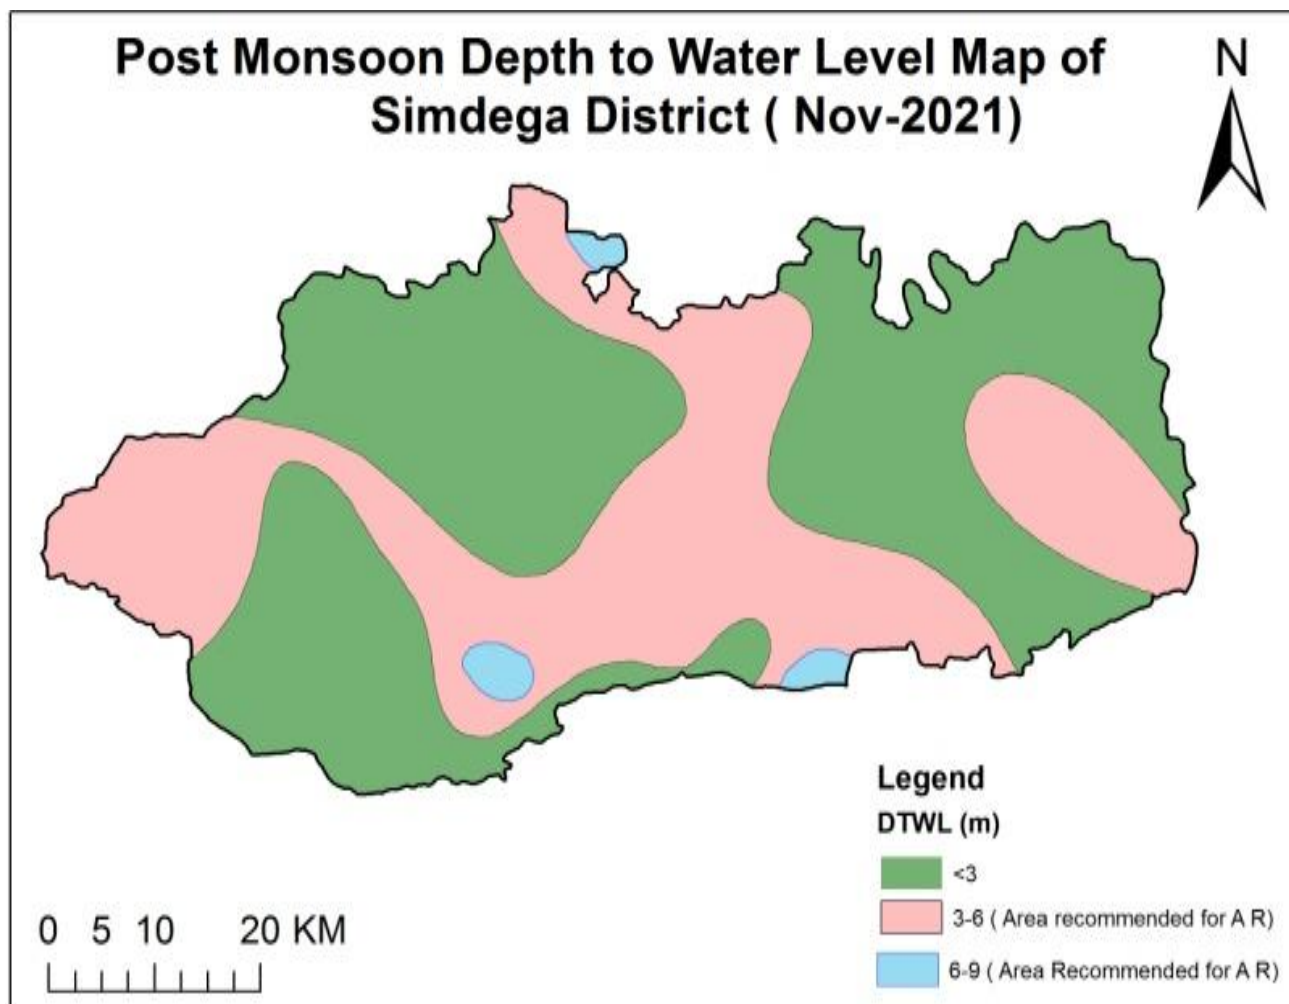 Post Monsoon Depth to Water Level Map of
Simdega District ( Nov-2021)
N
Legend
DTWL (m)
<3
3-6 ( Area recommended for A R)
6-9 ( Area Recommended for A R)
0 5 10 20 KM